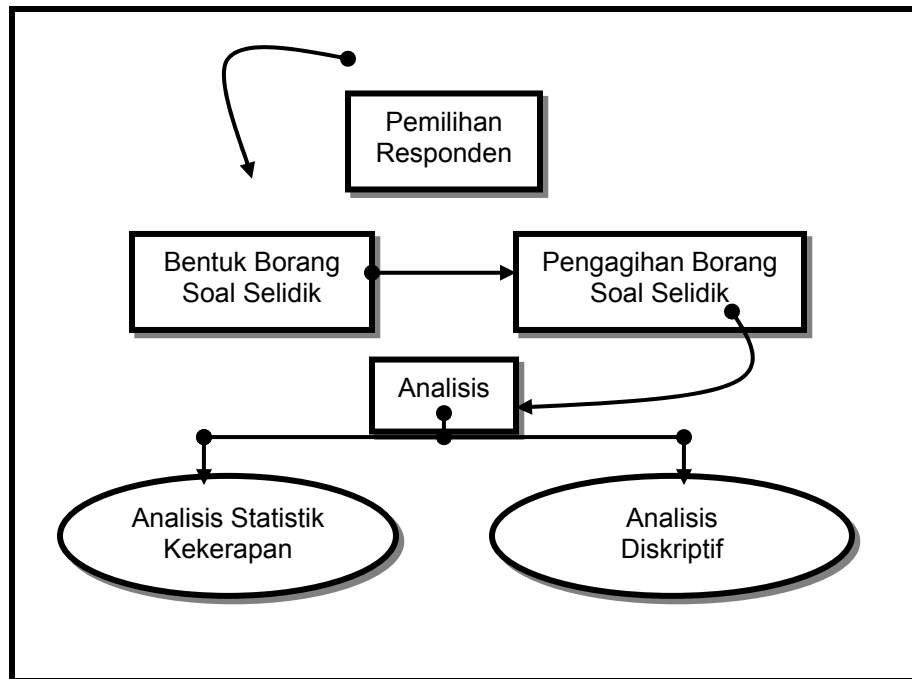 Pemilihan
Responden
Bentuk Borang
Soal Selidik
Pengagihan Borang
Soal Selidik
Analisis
Analisis Statistik
Kekerapan
Analisis
Diskriptif